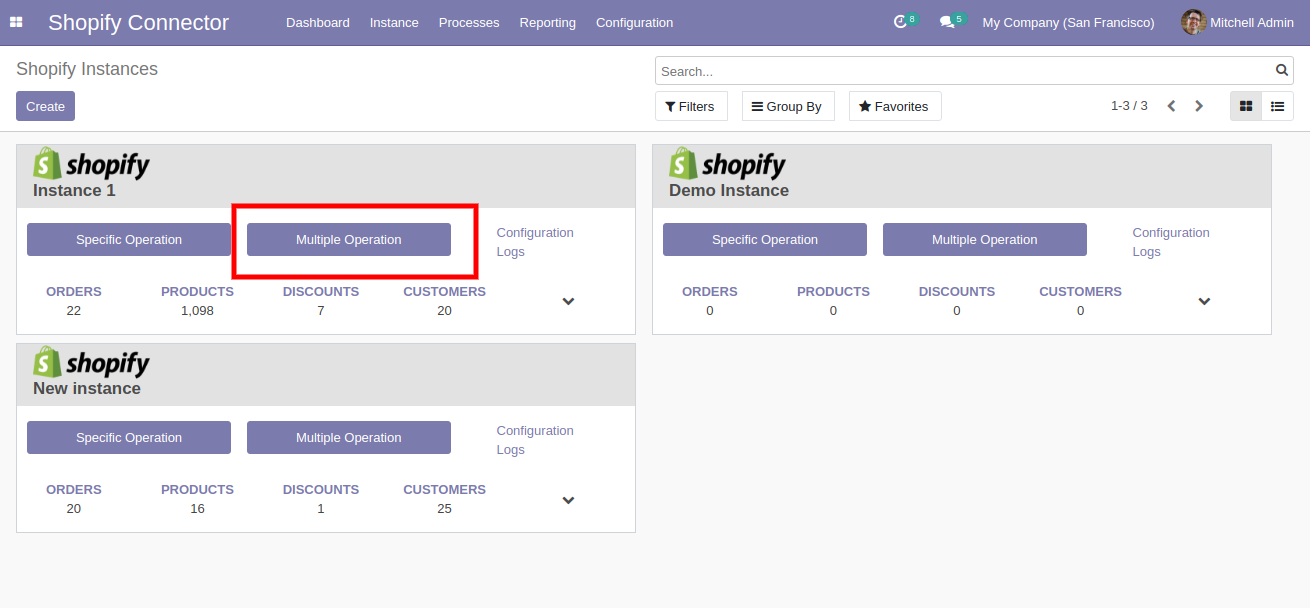 Shopify Connector Dashboard Instance Processes Reporting Configuration 8 5 My Company (San Francisco) Mitchell Admin
Shopify Instances
Search...
Create
Filters Group By Favorites 1-3 / 3
shopify
Instance 1
Specific Operation Multiple Operation
Configuration
Logs
ORDERS PRODUCTS DISCOUNTS CUSTOMERS
22 1,098 7 20
shopify
Demo Instance
Specific Operation Multiple Operation
Configuration
Logs
ORDERS PRODUCTS DISCOUNTS CUSTOMERS
0 0 0 0
shopify
New instance
Specific Operation Multiple Operation
Configuration
Logs
ORDERS PRODUCTS DISCOUNTS CUSTOMERS
20 16 1 25